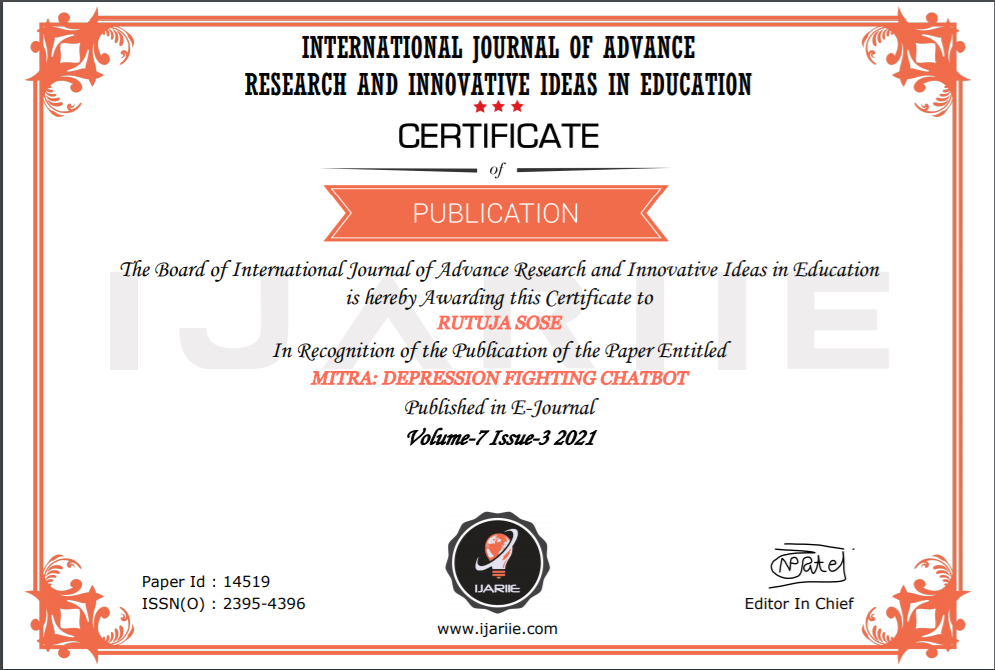 INTERNATIONAL JOURNAL OF ADVANCE
RESEARCH AND INNOVATIVE IDEAS IN EDUCATION
CERTIFICATE
of
PUBLICATION
IJARIIE
The Board of International Journal of Advance Research and Innovative Ideas in Education
is hereby Awarding this Certificate to
RUTUJA SOSE
In Recognition of the Publication of the Paper Entitled
MITRA: DEPRESSION FIGHTING CHATBOT
Published in E-Journal
Volume-7 Issue-3 2021
Paper Id : 14519
ISSN(O) : 2395-4396
IJARIIE
www.ijariie.com
NPatel
Editor In Chief